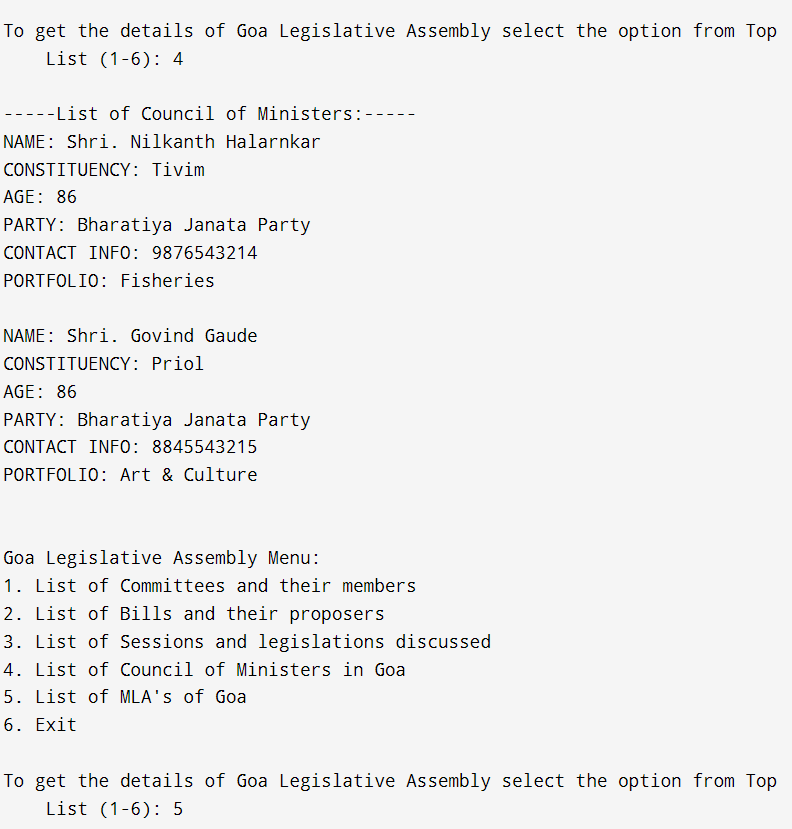 To get the details of Goa Legislative Assembly select the option from Top
List (1-6): 4
-----List of Council of Ministers:-----
NAME: Shri. Nilkanth Halarnkar
CONSTITUENCY: Tivim
AGE: 86
PARTY: Bharatiya Janata Party
CONTACT INFO: 9876543214
PORTFOLIO: Fisheries
NAME: Shri. Govind Gaude
CONSTITUENCY: Priol
AGE: 86
PARTY: Bharatiya Janata Party
CONTACT INFO: 8845543215
PORTFOLIO: Art & Culture
Goa Legislative Assembly Menu:
1. List of Committees and their members
2. List of Bills and their proposers
3. List of Sessions and legislations discussed
4. List of Council of Ministers in Goa
5. List of MLA's of Goa
6. Exit
To get the details of Goa Legislative Assembly select the option from Top
List (1-6): 5